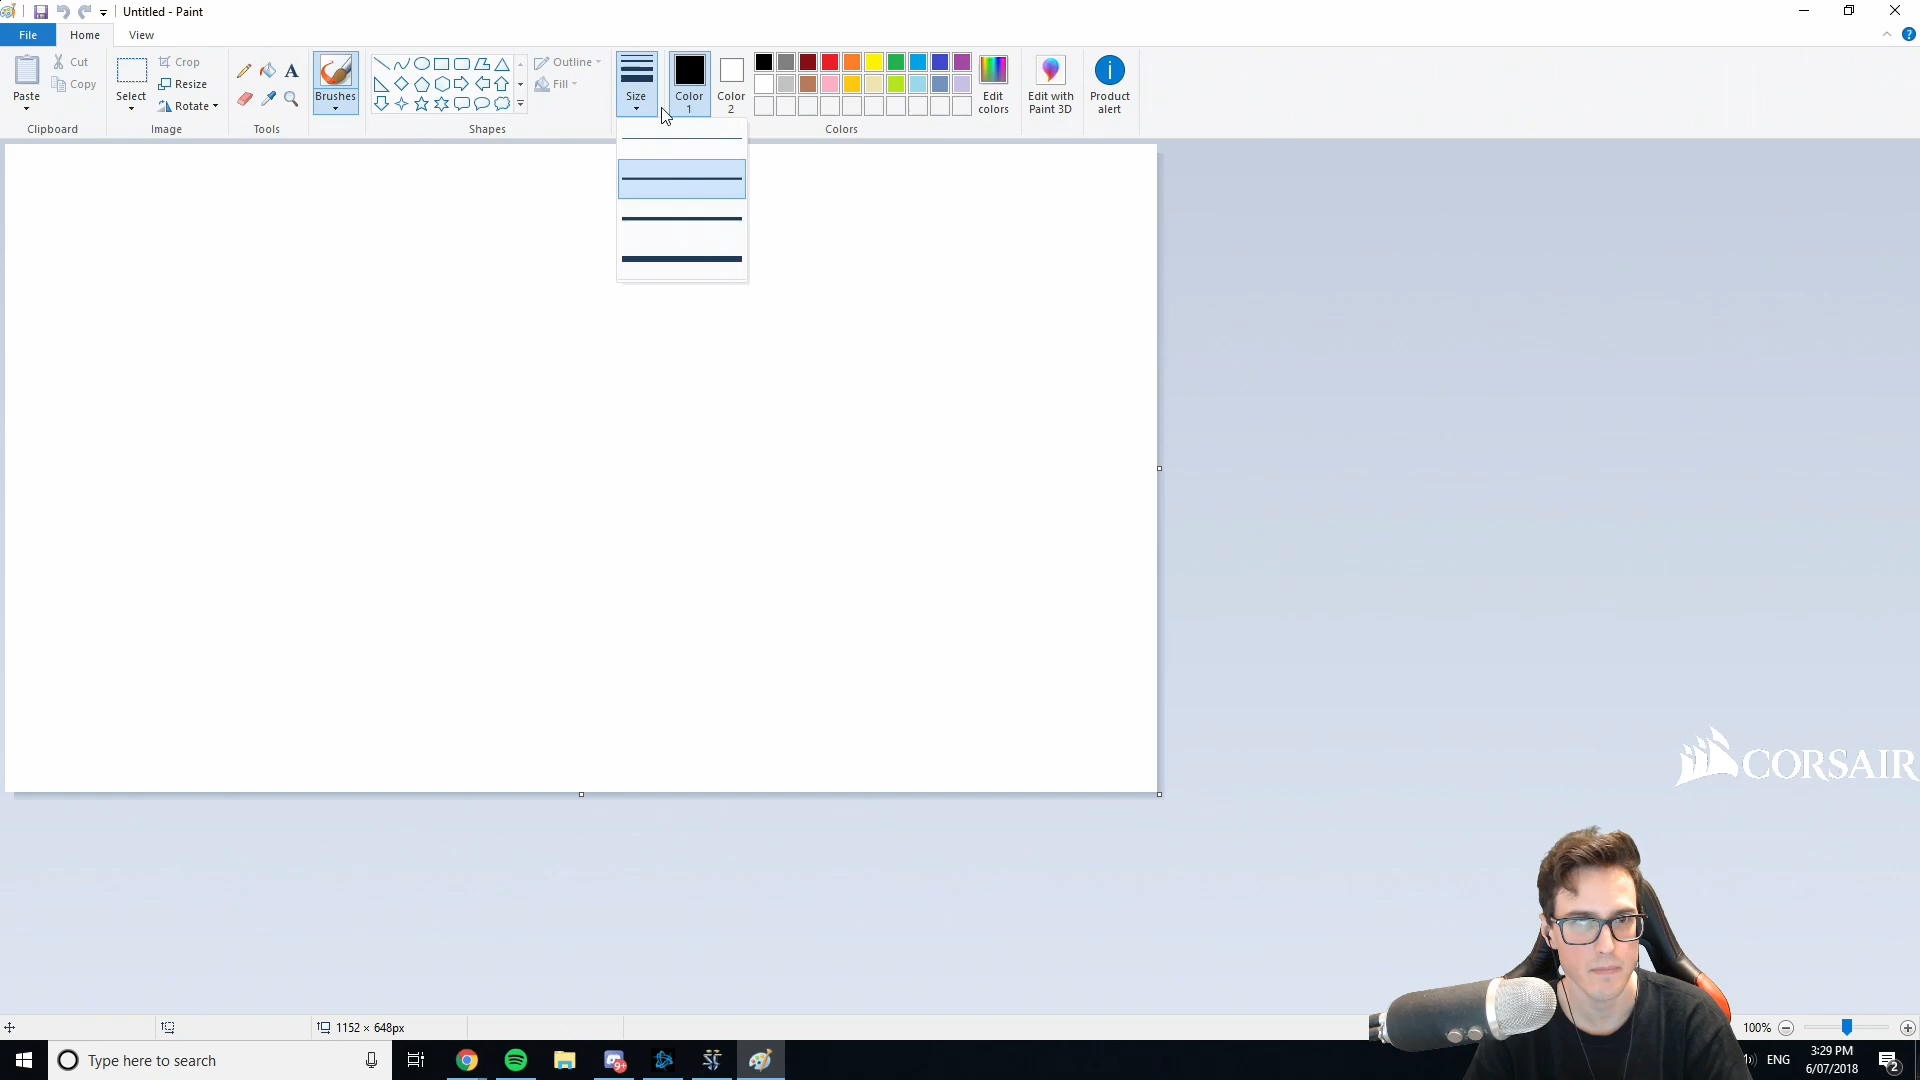 Untitled - Paint
File Home View
Paste
Cut
Copy
Clipboard
Select
Crop
Resize
Rotate
Image
A
Tools
Brushes
Shapes
Outline
Fill
Size
Color 1
Color 2
Colors
Edit colors
Edit with Paint 3D
Product alert
CORSAIR
1152 × 648px
100%
Type here to search
9+
ENG
3:29 PM
6/07/2018
2